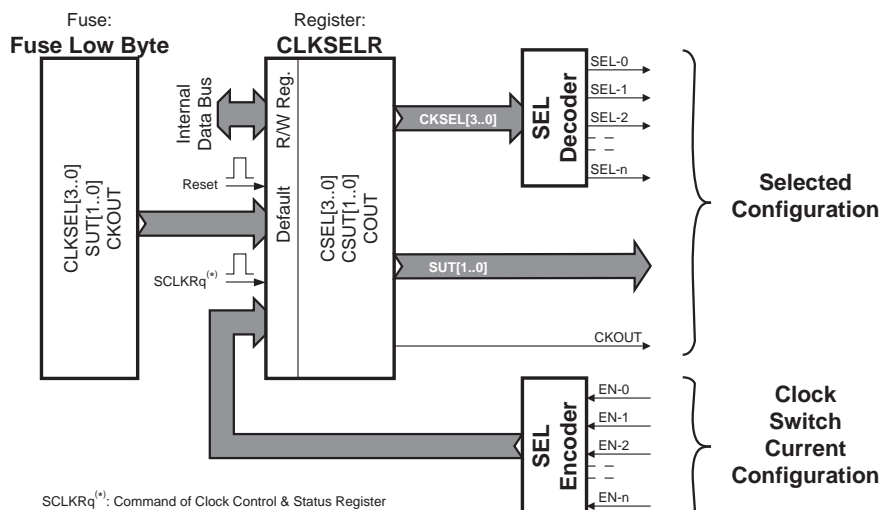 Fuse:
Fuse Low Byte
CLKSEL[3..0]
SUT[1..0]
CKOUT
Register:
CLKSELR
Internal
Data Bus
R/W Reg.
Reset
Default
SCLKRq(*)
CSEL[3..0]
CSUT[1..0]
COUT
CKSEL[3..0]
SUT[1..0]
CKOUT
SEL
Decoder
SEL-0
SEL-1
SEL-2
SEL-n
Selected
Configuration
SEL
Encoder
EN-0
EN-1
EN-2
EN-n
Clock
Switch
Current
Configuration
SCLKRq(*): Command of Clock Control & Status Register